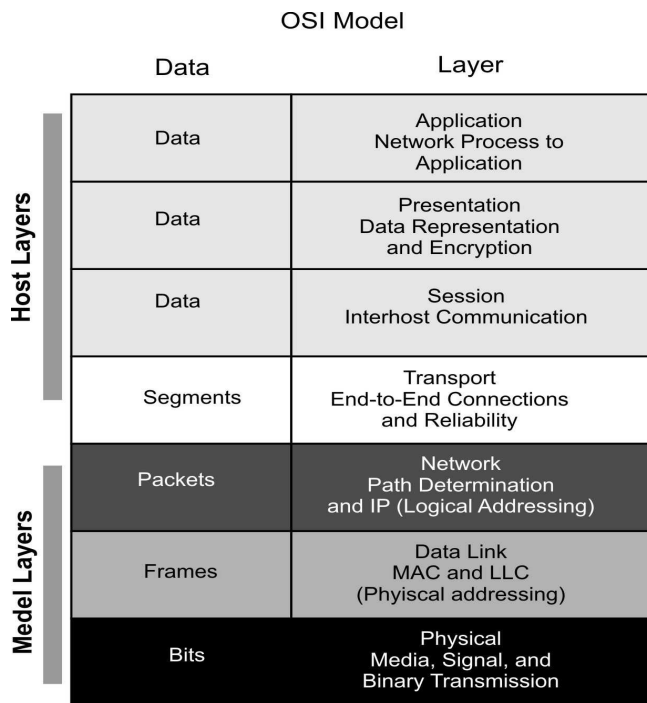 OSI Model
Data Layer
Host Layers
Data
Application
Network Process to
Application
Data
Presentation
Data Representation
and Encryption
Data
Session
Interhost Communication
Segments
Transport
End-to-End Connections
and Reliability
Medel Layers
Packets
Network
Path Determination
and IP (Logical Addressing)
Frames
Data Link
MAC and LLC
(Phyiscal addressing)
Bits
Physical
Media, Signal, and
Binary Transmission